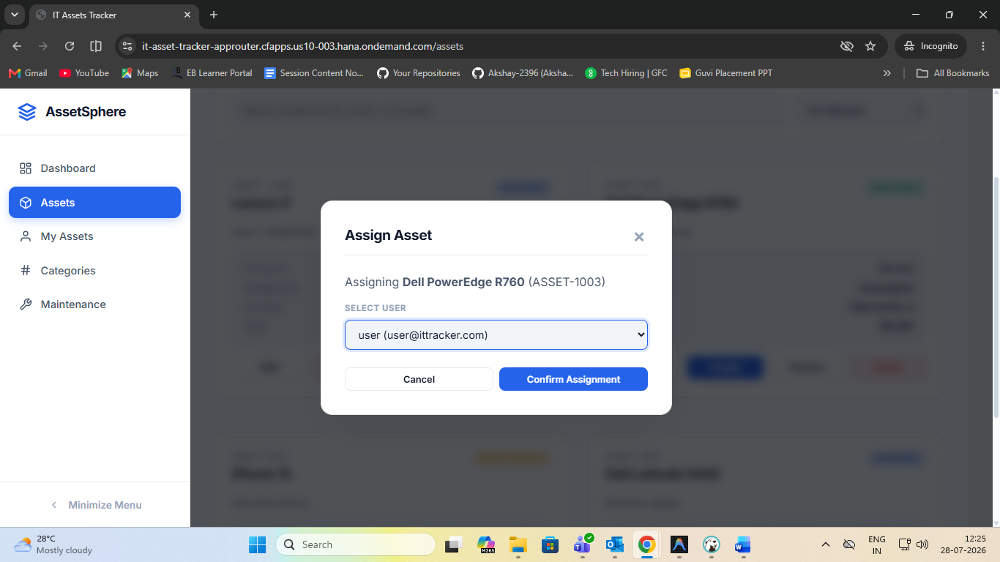 IT Assets Tracker
it-asset-tracker-approuter.cfapps.us10-003.hana.ondemand.com/assets
Incognito
Gmail
YouTube
Maps
EB Learner Portal
Session Content No...
Your Repositories
Akshay-2396 (Aksha...
Tech Hiring | GFC
Guvi Placement PPT
All Bookmarks
AssetSphere
Dashboard
Assets
My Assets
Categories
Maintenance
Minimize Menu
Assign Asset
Assigning Dell PowerEdge R760 (ASSET-1003)
SELECT USER
user (user@ittracker.com)
Cancel
Confirm Assignment
28°C
Mostly cloudy
Search
M365
ENG
IN
12:25
28-07-2026